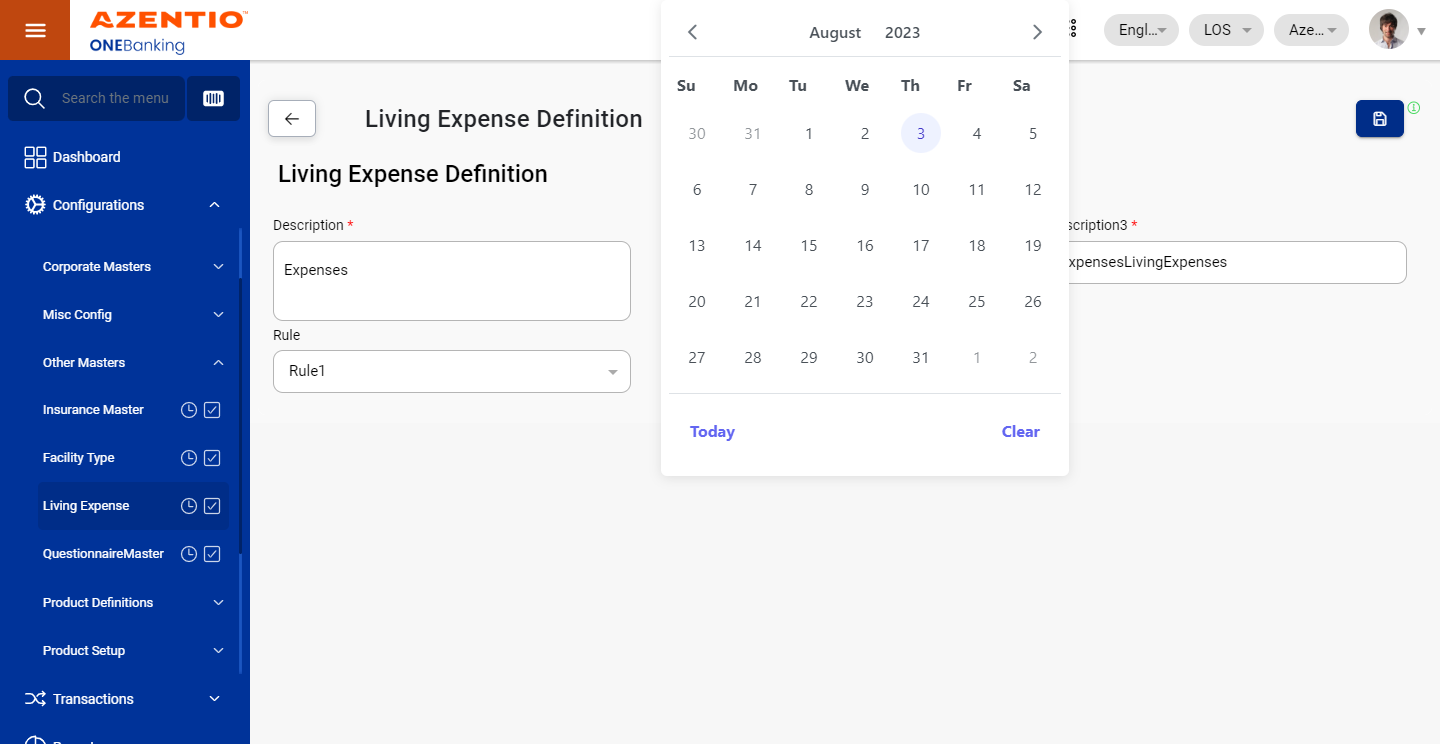 AZENTIO™
ONEBanking
Search the menu
Dashboard
Configurations
Corporate Masters
Misc Config
Other Masters
Insurance Master
Facility Type
Living Expense
QuestionnaireMaster
Product Definitions
Product Setup
Transactions
Engl...
LOS
Aze...
Living Expense Definition
Living Expense Definition
Description *
Expenses
Rule
Rule1
August 2023
Su Mo Tu We Th Fr Sa
30 31 1 2 3 4 5
6 7 8 9 10 11 12
13 14 15 16 17 18 19
20 21 22 23 24 25 26
27 28 29 30 31 1 2
Today Clear
scription3 *
xpensesLivingExpenses